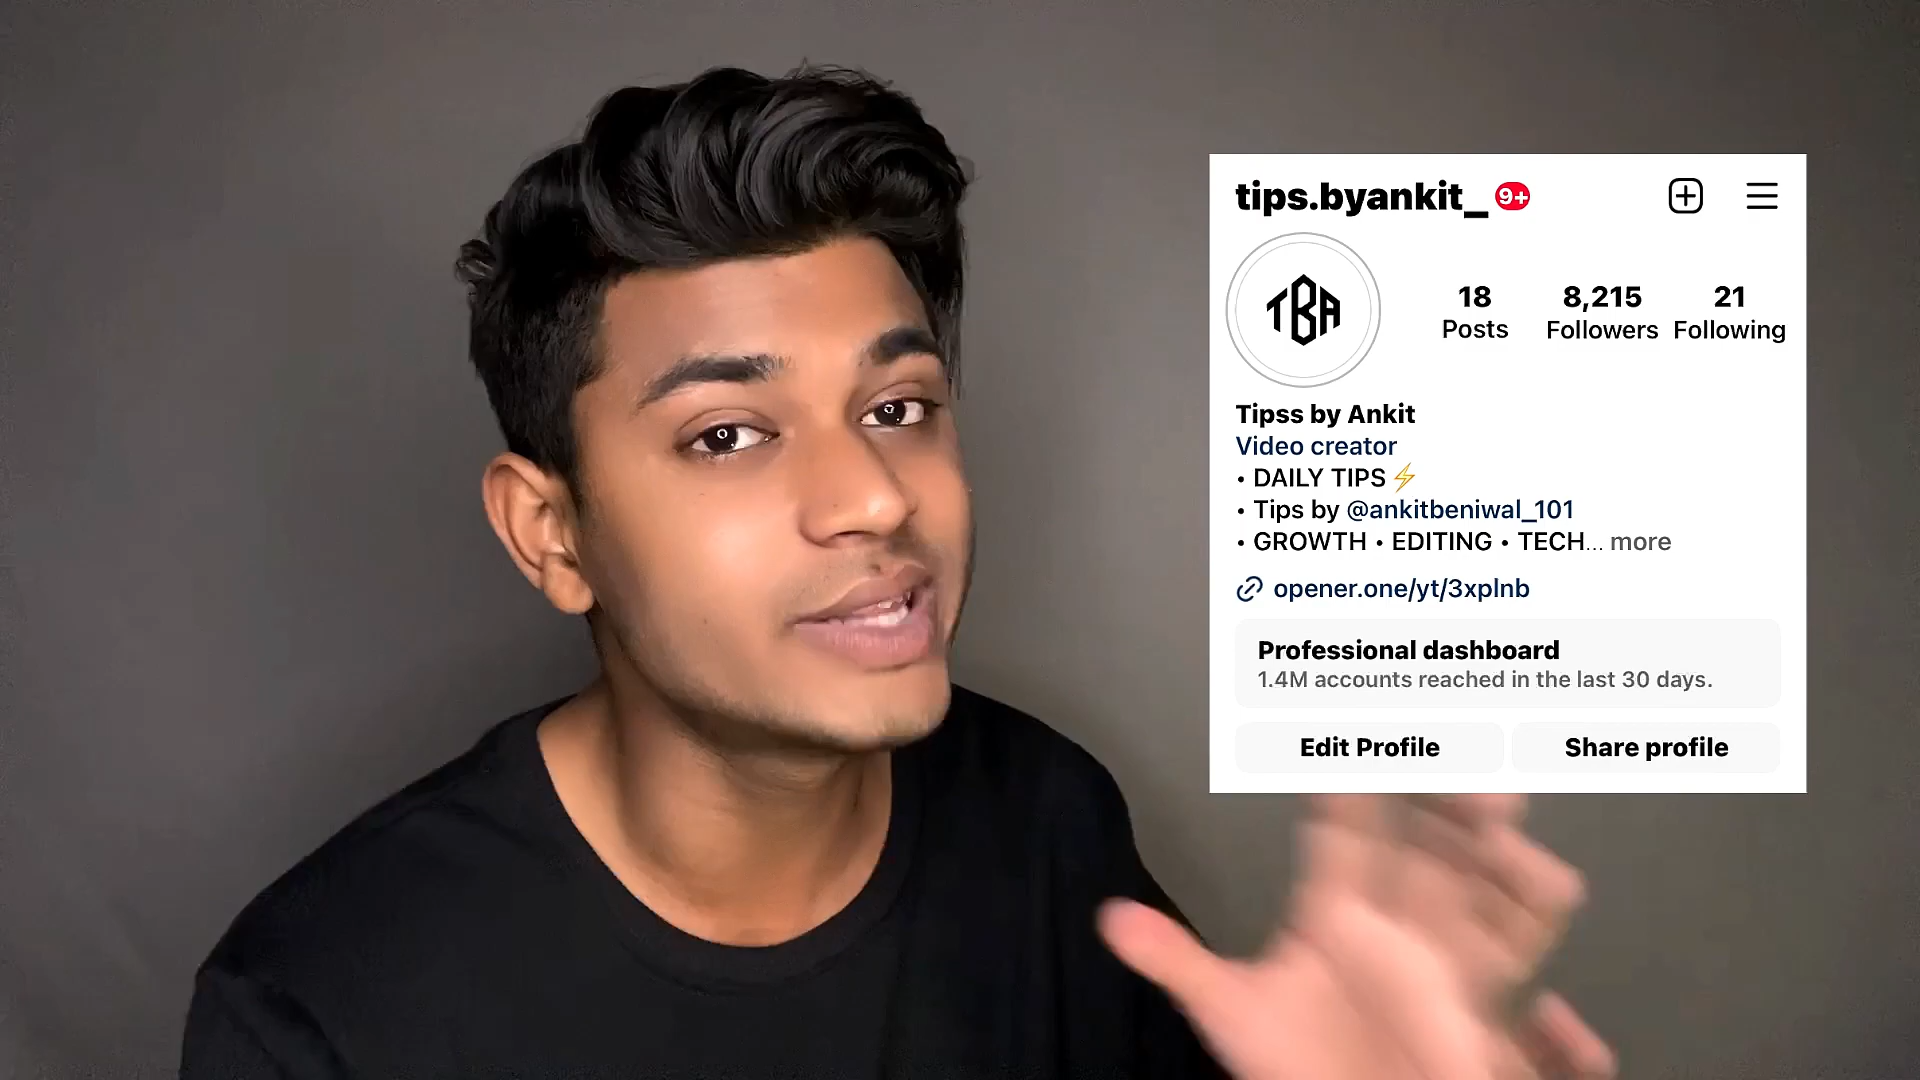 tips.byankit_ 9+
TBA
18 8,215 21
Posts Followers Following
Tipss by Ankit
Video creator
• DAILY TIPS⚡
• Tips by @ankitbeniwal_101
• GROWTH • EDITING • TECH... more
opener.one/yt/3xplnb
Professional dashboard
1.4M accounts reached in the last 30 days.
Edit Profile Share profile